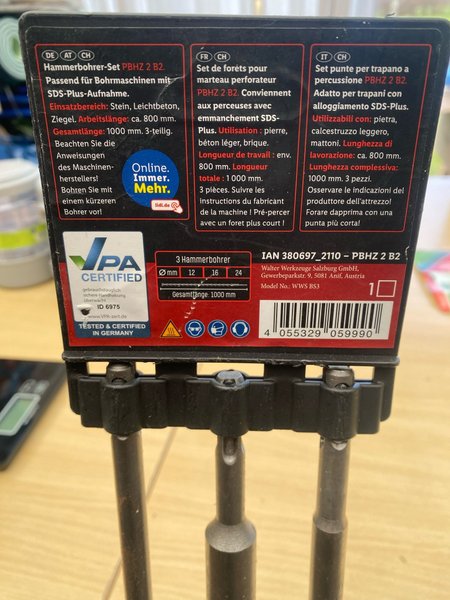 DE AT CH
Hammerbohrer-Set PBHZ 2 B2.
Passend für Bohrmaschinen mit
SDS-Plus-Aufnahme.
Einsatzbereich: Stein, Leichtbeton,
Ziegel. Arbeitslänge: ca. 800 mm.
Gesamtlänge: 1000 mm. 3-teilig.
Beachten Sie die
Anweisungen
des Maschinen-
herstellers!
Bohren Sie mit
einem kürzeren
Bohrer vor!
Online.
Immer.
Mehr.
lidl.de
FR CH
Set de forets pour
marteau perforateur
PBHZ 2 B2. Conviennent
aux perceuses avec
emmanchement SDS-
Plus. Utilisation : pierre,
béton léger, brique.
Longueur de travail : env.
800 mm. Longueur
totale : 1 000 mm.
3 pièces. Suivre les
instructions du fabricant
de la machine ! Pré-percer
avec un foret plus court !
IT CH
Set punte per trapano a
percussione PBHZ 2 B2.
Adatto per trapani con
alloggiamento SDS-Plus.
Utilizzabili con: pietra,
calcestruzzo leggero,
mattoni. Lunghezza di
lavorazione: ca. 800 mm.
Lunghezza complessiva:
1000 mm. 3 pezzi.
Osservare le indicazioni del
produttore dell'attrezzo!
Forare dapprima con una
punta più corta!
VPA
CERTIFIED
gebrauchstauglich
sichere Handhabung
überwacht
ID 6975
www.VPA-zert.de
TESTED & CERTIFIED
IN GERMANY
3 Hammerbohrer
Ø mm 12 16 24
Gesamtlänge: 1000 mm
IAN 380697_2110 – PBHZ 2 B2
Walter Werkzeuge Salzburg GmbH,
Gewerbeparkstr. 9, 5081 Anif, Austria
Model No.: WWS BS3
1
4 055329 059990